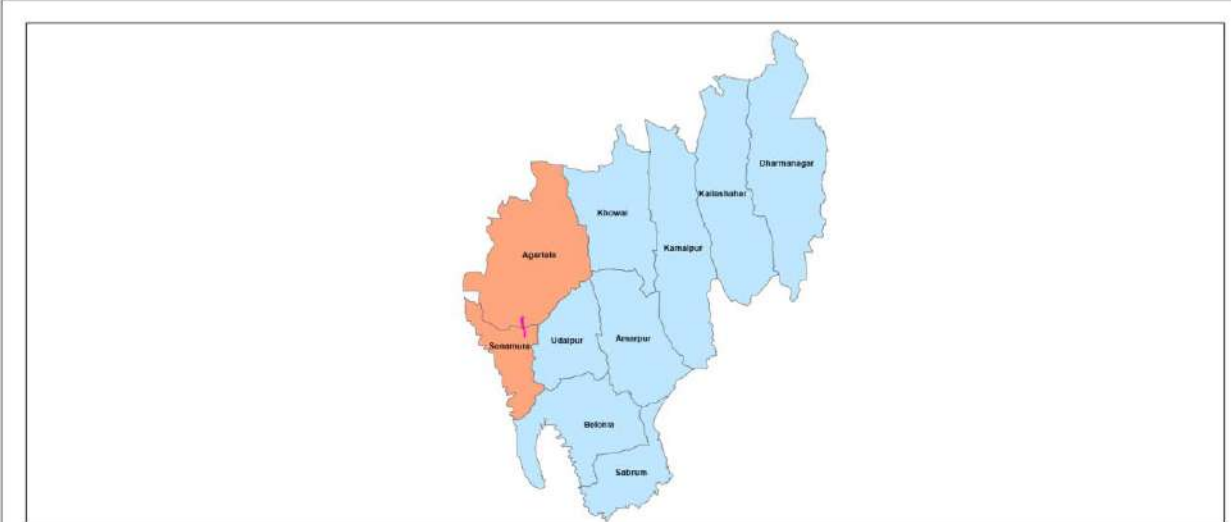 Dharmanagar
Kailashahar
Khowai
Kamalpur
Agartala
Udaipur
Amarpur
Sonamura
Belonia
Sabrum